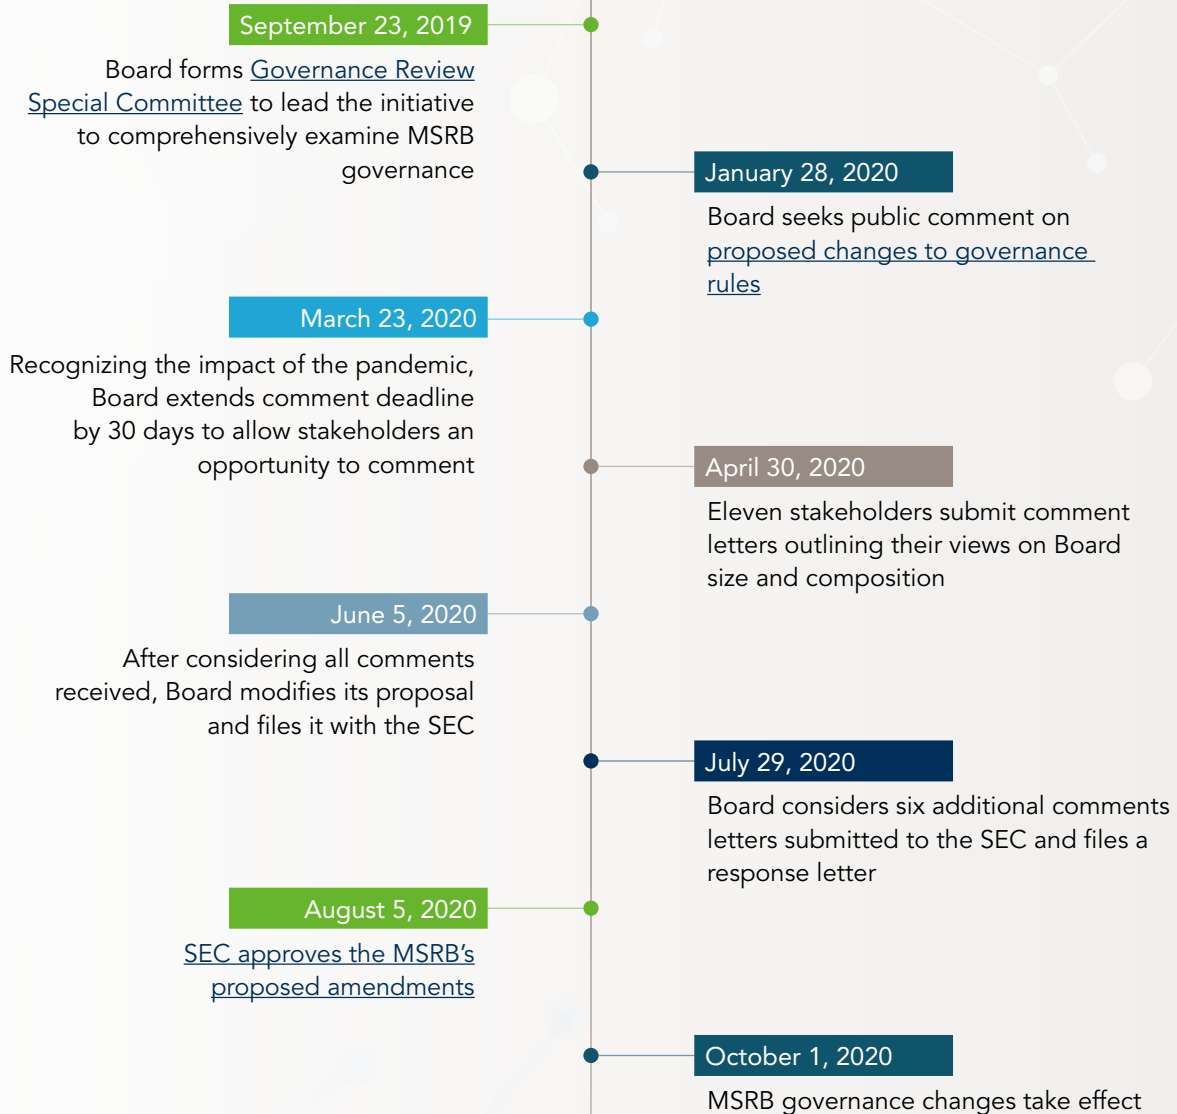 September 23, 2019
Board forms Governance Review
Special Committee to lead the initiative
to comprehensively examine MSRB
governance
January 28, 2020
Board seeks public comment on
proposed changes to governance
rules
March 23, 2020
Recognizing the impact of the pandemic,
Board extends comment deadline
by 30 days to allow stakeholders an
opportunity to comment
April 30, 2020
Eleven stakeholders submit comment
letters outlining their views on Board
size and composition
June 5, 2020
After considering all comments
received, Board modifies its proposal
and files it with the SEC
July 29, 2020
Board considers six additional comments
letters submitted to the SEC and files a
response letter
August 5, 2020
SEC approves the MSRB’s
proposed amendments
October 1, 2020
MSRB governance changes take effect